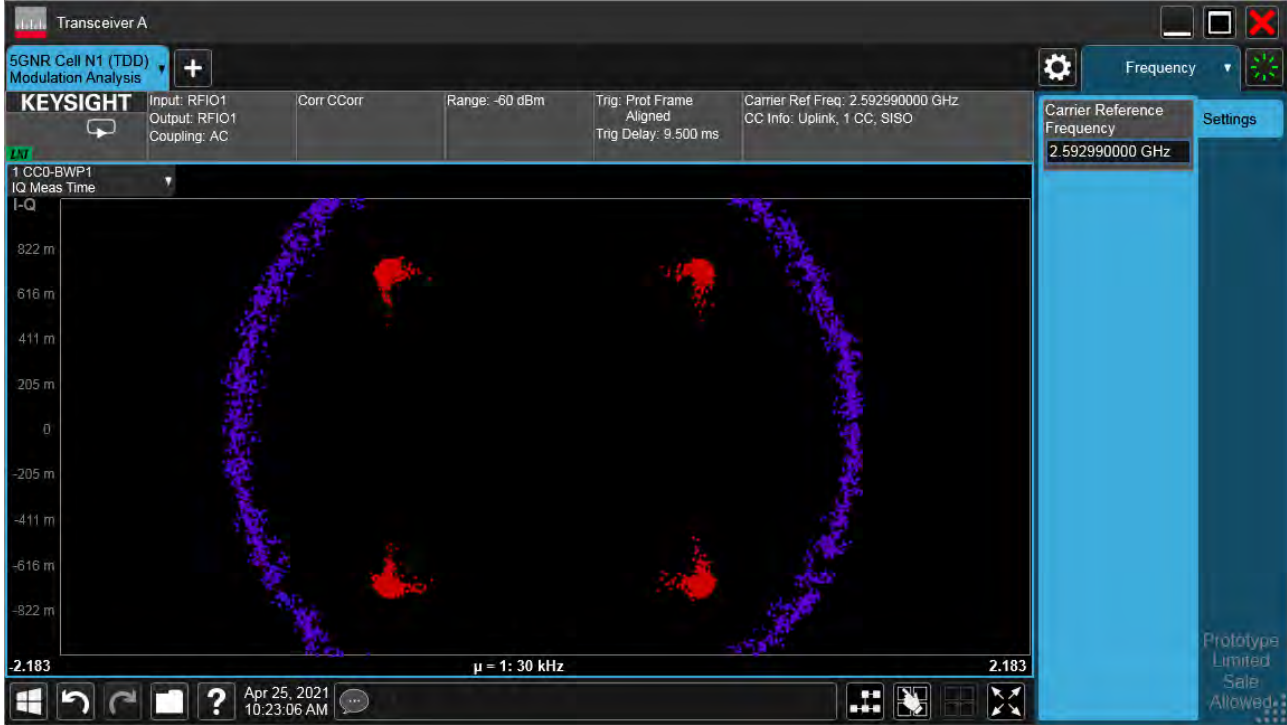 Transceiver A
5GNR Cell N1 (TDD)
Modulation Analysis
+
Frequency
KEYSIGHT
Input: RFIO1
Output: RFIO1
Coupling: AC
Corr CCorr
Range: -60 dBm
Trig: Prot Frame
Aligned
Trig Delay: 9.500 ms
Carrier Ref Freq: 2.592990000 GHz
CC Info: Uplink, 1 CC, SISO
LXI
Carrier Reference
Frequency
2.592990000 GHz
Settings
1 CC0-BWP1
IQ Meas Time
I-Q
822 m
616 m
411 m
205 m
0
-205 m
-411 m
-616 m
-822 m
-2.183
μ = 1: 30 kHz
2.183
Prototype
Limited
Sale
Allowed
?
Apr 25, 2021
10:23:06 AM